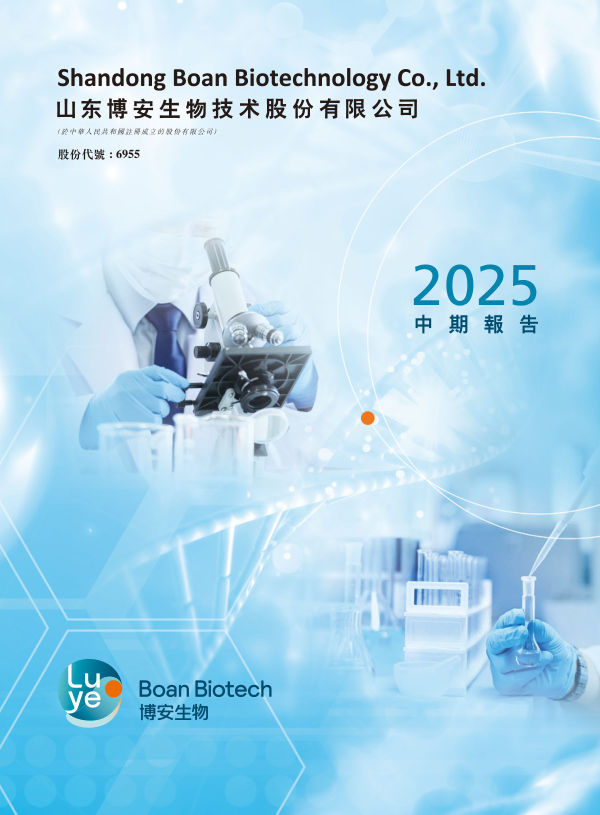 Shandong Boan Biotechnology Co., Ltd.
山东博安生物技术股份有限公司
(於中華人民共和國註冊成立的股份有限公司)
股份代號：6955
2025
中期報告
Lu
ye
Boan Biotech
博安生物